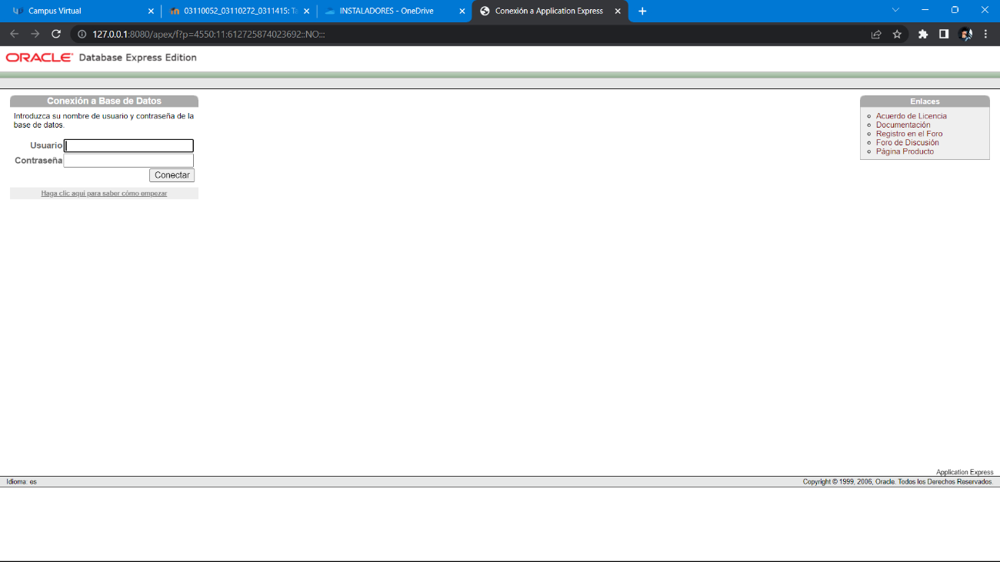 Campus Virtual
03110052_03110272_0311415: Ta
INSTALADORES - OneDrive
Conexión a Application Express
127.0.0.1:8080/apex/f?p=4550:11:612725874023692::NO:::
ORACLE Database Express Edition
Conexión a Base de Datos
Introduzca su nombre de usuario y contraseña de la
base de datos.
Usuario
Contraseña
Conectar
Haga clic aquí para saber cómo empezar
Enlaces
Acuerdo de Licencia
Documentación
Registro en el Foro
Foro de Discusión
Página Producto
Application Express
Idioma: es
Copyright © 1999, 2006, Oracle. Todos los Derechos Reservados.